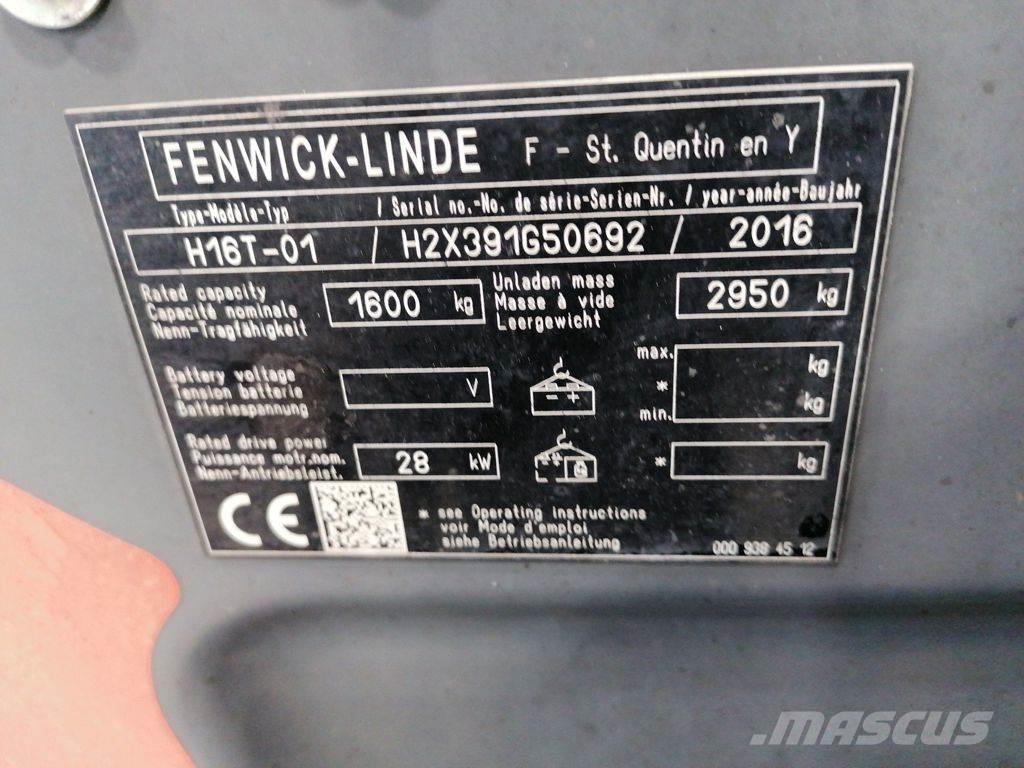 FENWICK-LINDE F - St. Quentin en Y
Type-Modèle-Typ / Serial no.-No. de série-Serien-Nr. / year-année-Baujahr
H16T-01 / H2X391G50692 / 2016
Rated capacity
Capacité nominale
Nenn-Tragfähigkeit
1600 kg
Unladen mass
Masse à vide
Leergewicht
2950 kg
Battery voltage
Tension batterie
Batteriespannung
V
- +
max. kg
*
min. kg
Rated drive power
Puissance motr.nom.
Nenn-Antriebsleist.
28 kW
* kg
CE
* see Operating instructions
voir Mode d'emploi
siehe Betriebsanleitung
000 938 45 12
.MASCUS